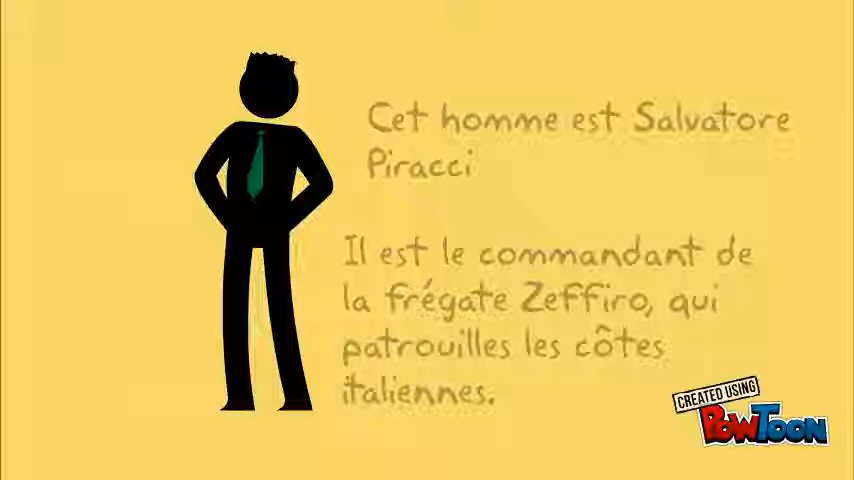 Cet homme est Salvatore
Piracci
Il est le commandant de
la frégate Zeffiro, qui
patrouilles les côtes
italiennes.
CREATED USING
POWTOON